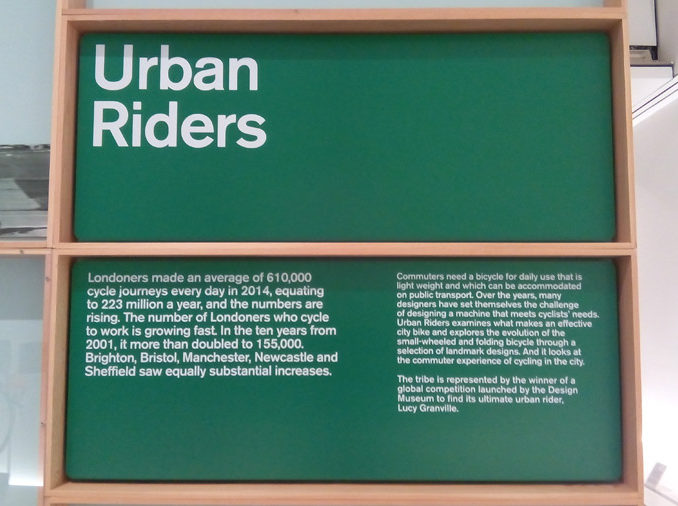 Urban
Riders
Londoners made an average of 610,000
cycle journeys every day in 2014, equating
to 223 million a year, and the numbers are
rising. The number of Londoners who cycle
to work is growing fast. In the ten years from
2001, it more than doubled to 155,000.
Brighton, Bristol, Manchester, Newcastle and
Sheffield saw equally substantial increases.
Commuters need a bicycle for daily use that is
light weight and which can be accommodated
on public transport. Over the years, many
designers have set themselves the challenge
of designing a machine that meets cyclists' needs.
Urban Riders examines what makes an effective
city bike and explores the evolution of the
small-wheeled and folding bicycle through a
selection of landmark designs. And it looks at
the commuter experience of cycling in the city.
The tribe is represented by the winner of a
global competition launched by the Design
Museum to find its ultimate urban rider,
Lucy Granville.